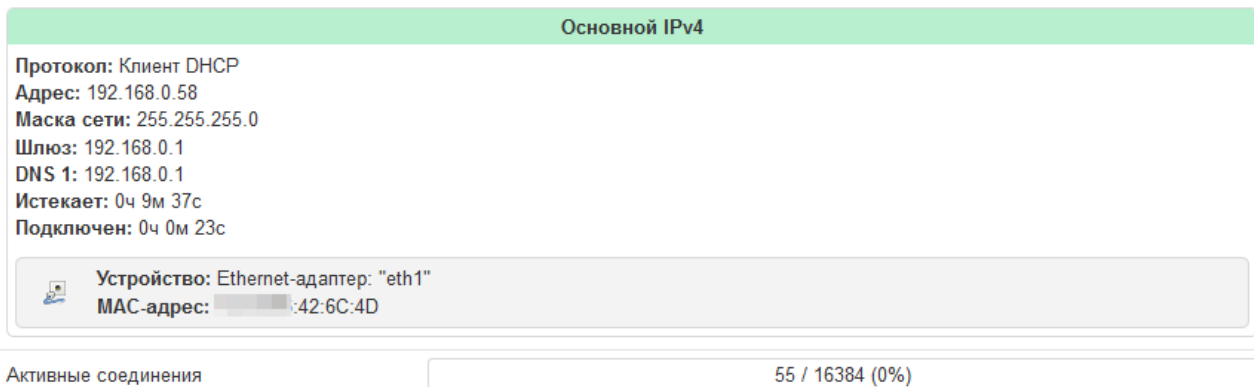 Основной IPv4
Протокол: Клиент DHCP
Адрес: 192.168.0.58
Маска сети: 255.255.255.0
Шлюз: 192.168.0.1
DNS 1: 192.168.0.1
Истекает: 0ч 9м 37с
Подключен: 0ч 0м 23с
Устройство: Ethernet-адаптер: "eth1"
MAC-адрес: :42:6C:4D
Активные соединения 55 / 16384 (0%)